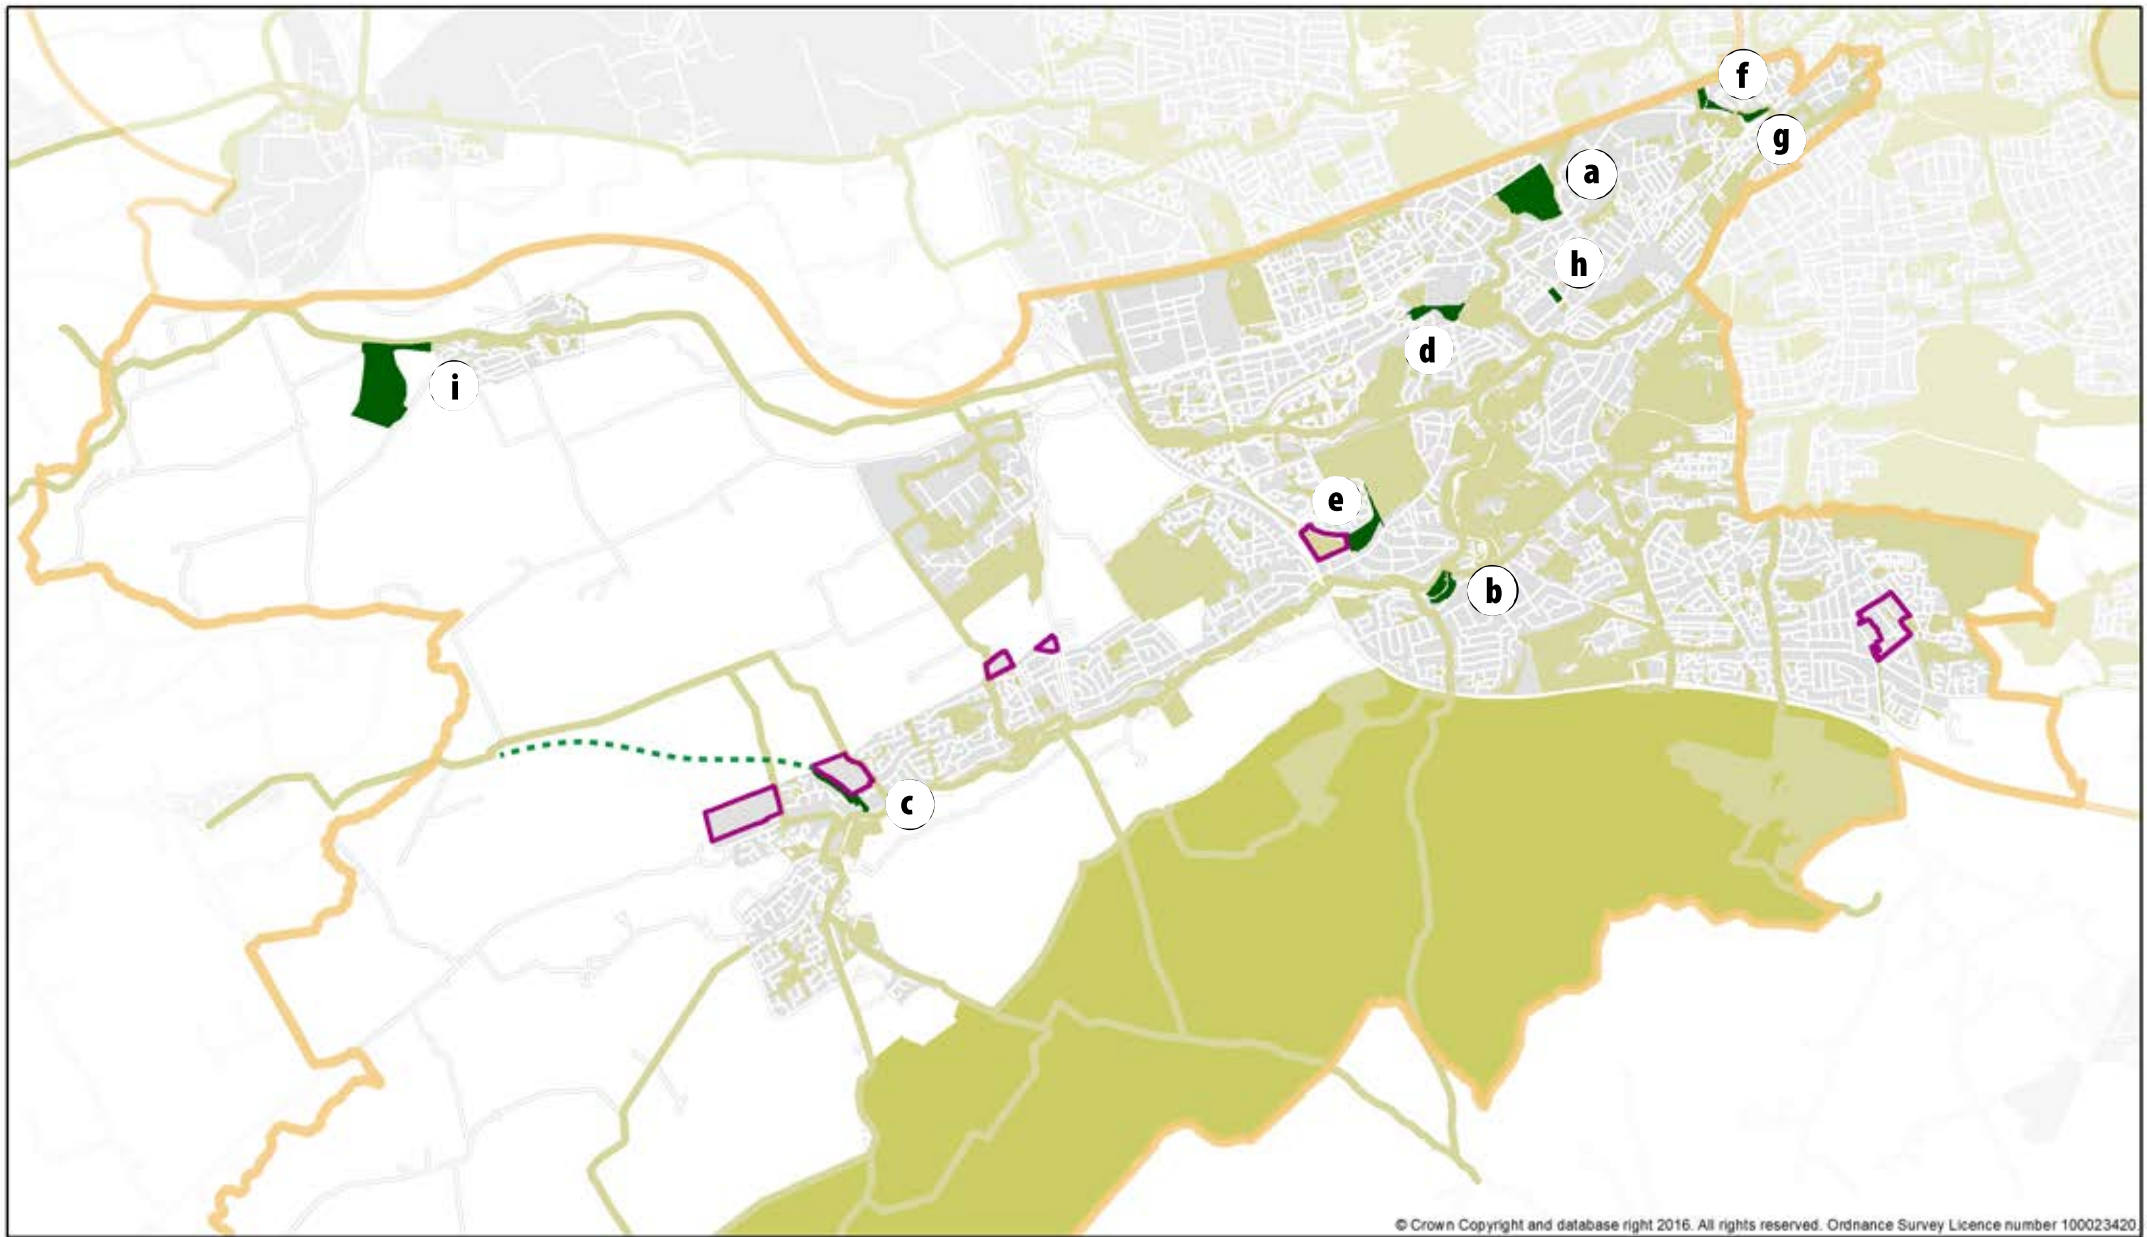 f
g
a
h
d
i
e
b
c
© Crown Copyright and database right 2016. All rights reserved. Ordnance Survey Licence number 100023420.